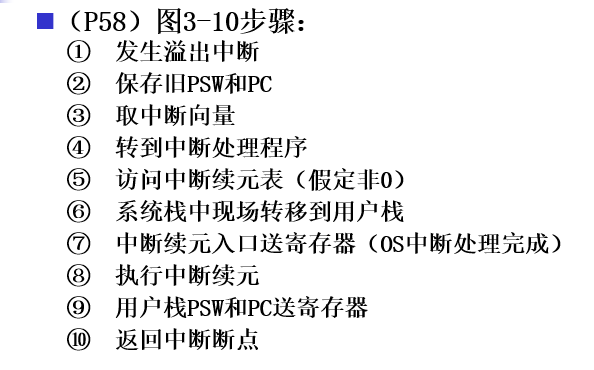 （P58）图3-10步骤：
① 发生溢出中断
② 保存旧PSW和PC
③ 取中断向量
④ 转到中断处理程序
⑤ 访问中断续元表（假定非0）
⑥ 系统栈中现场转移到用户栈
⑦ 中断续元入口送寄存器（OS中断处理完成）
⑧ 执行中断续元
⑨ 用户栈PSW和PC送寄存器
⑩ 返回中断断点